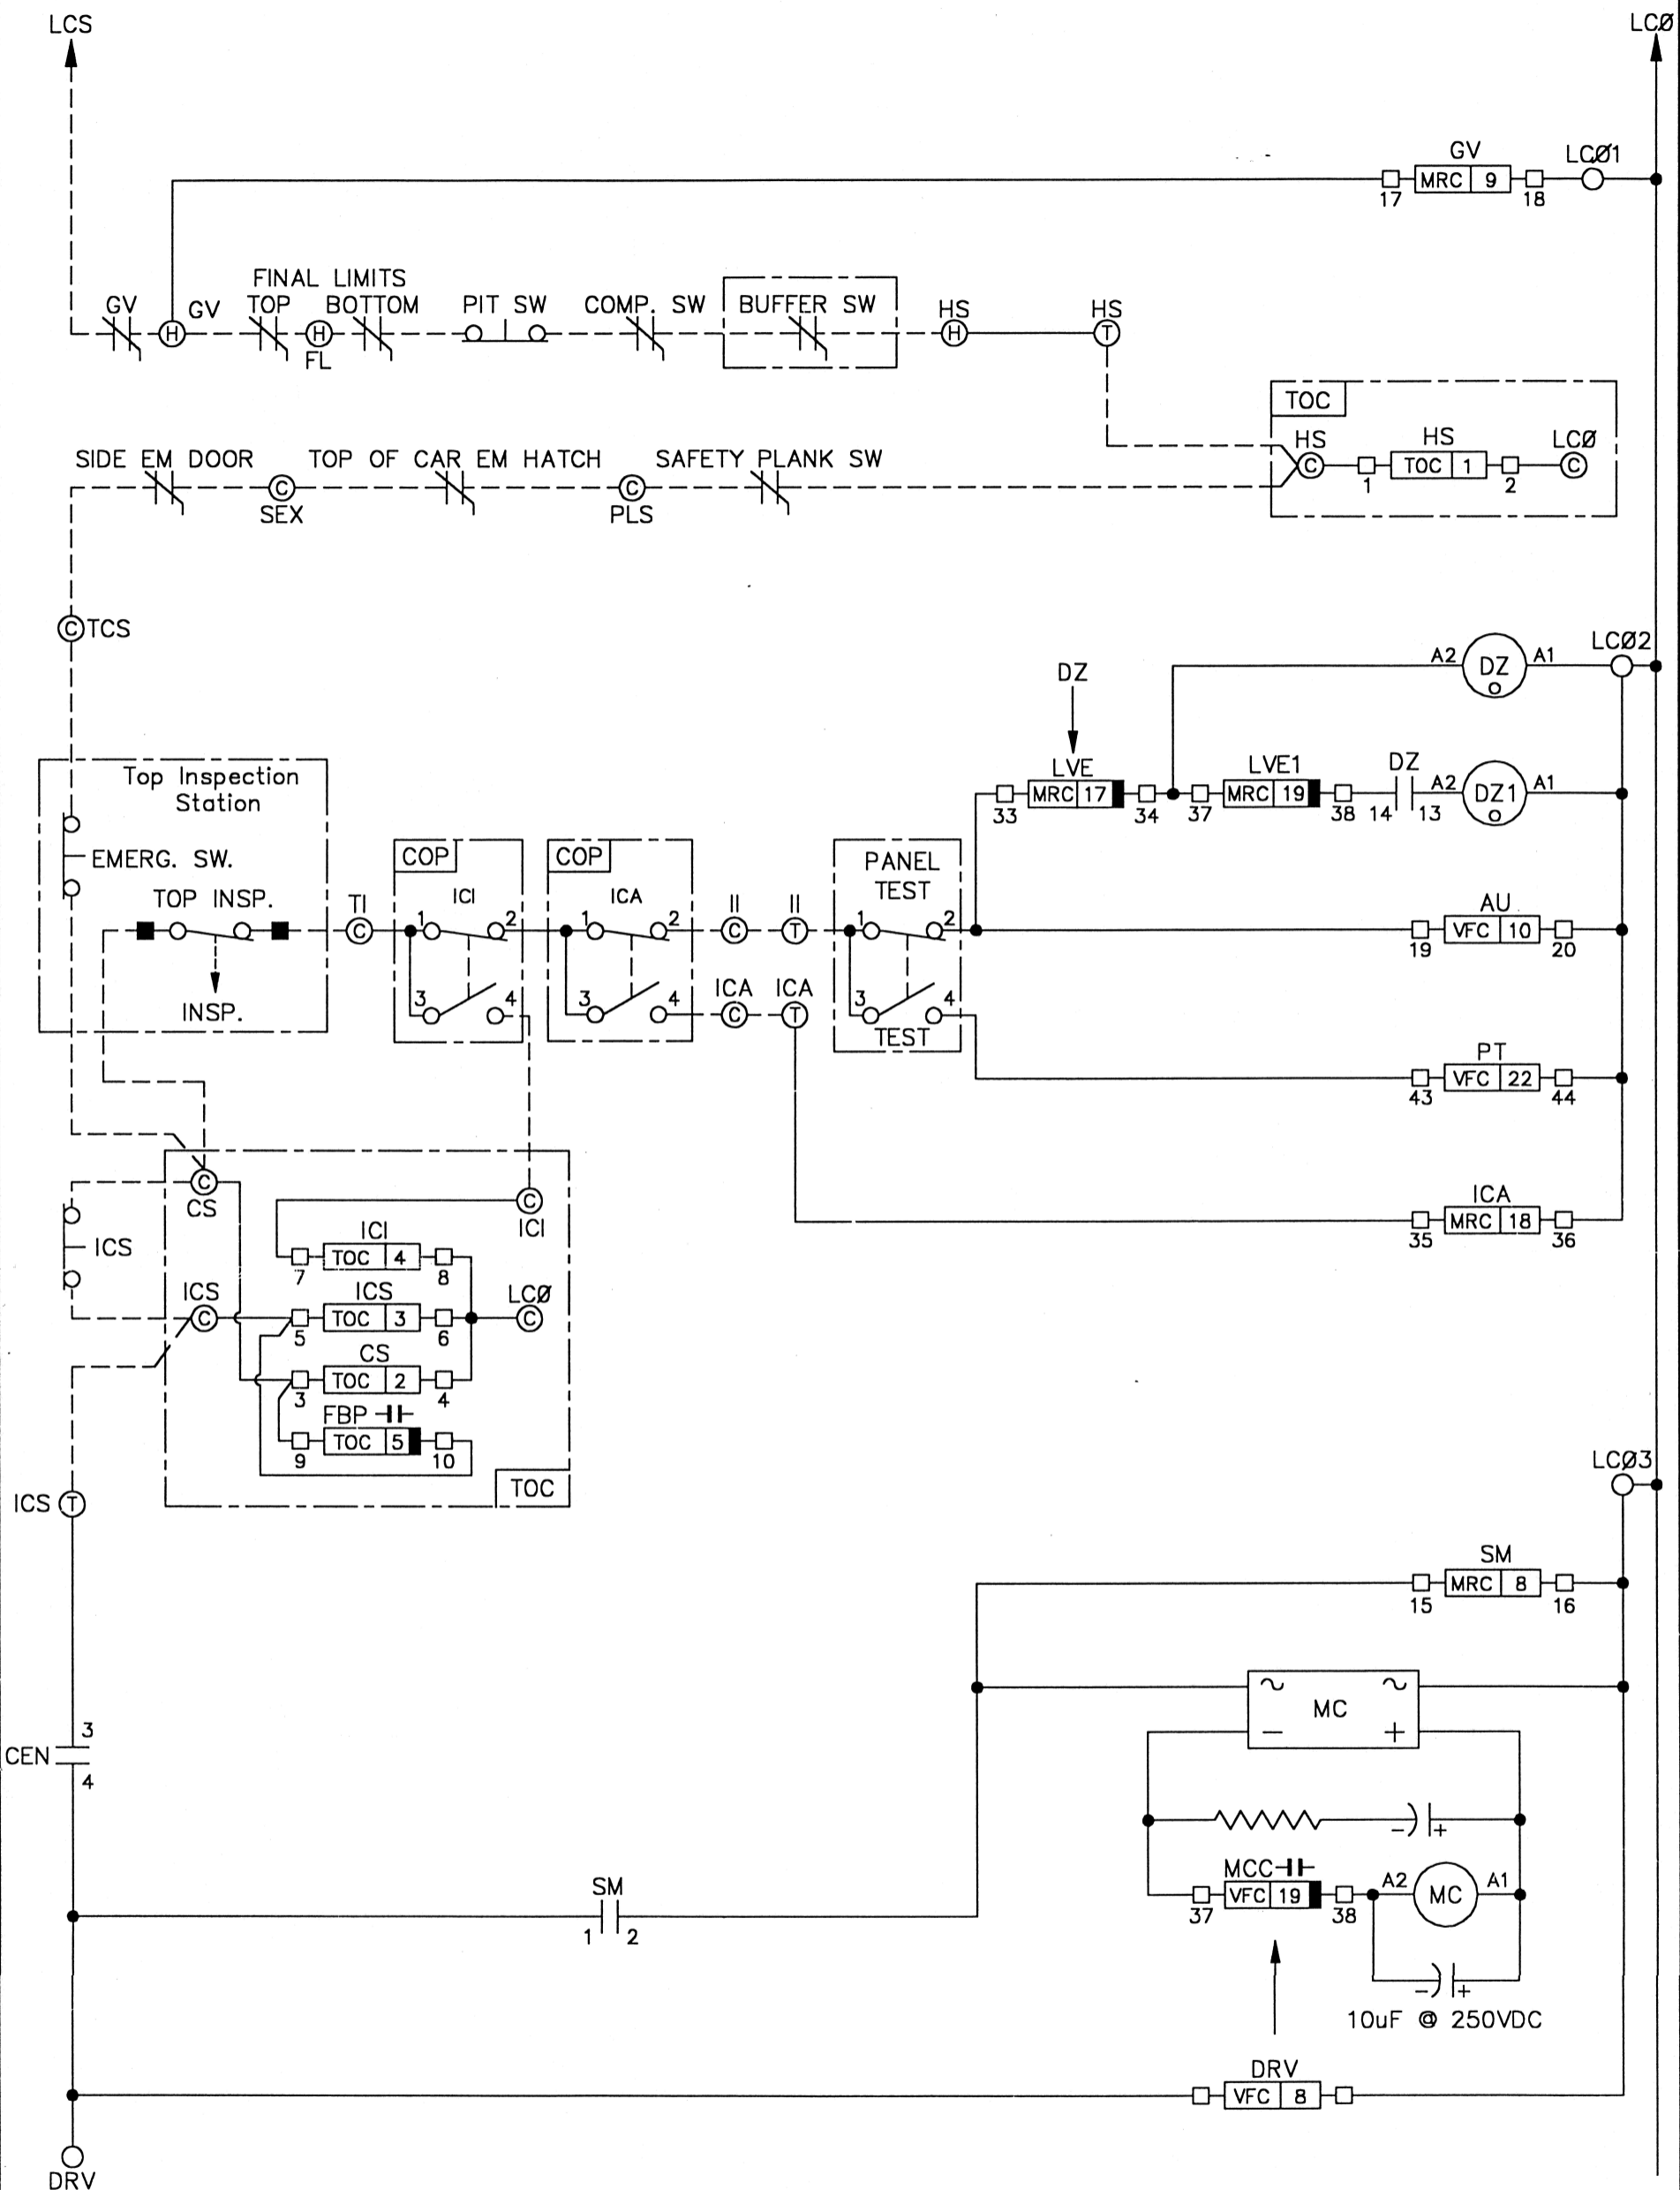 LCS
LCØ
GV
LCØ1
MRC 9
17
18
FINAL LIMITS
GV
GV
TOP
BOTTOM
PIT SW
COMP. SW
BUFFER SW
HS
HS
H
H
FL
H
T
TOC
HS
HS
LCØ
C
TOC 1
C
1
2
SIDE EM DOOR
TOP OF CAR EM HATCH
SAFETY PLANK SW
C
SEX
C
PLS
C
TCS
LCØ2
DZ
A2
DZ
A1
Top Inspection
Station
LVE
LVE1
DZ
MRC 17
MRC 19
A2
DZ1
A1
33
34
37
38
14
13
EMERG. SW.
COP
COP
PANEL
TEST
TOP INSP.
TI
ICI
ICA
II
II
AU
C
1
2
1
2
C
T
1
2
VFC 10
19
20
INSP.
3
4
3
4
ICA
ICA
C
T
3
4
TEST
PT
VFC 22
43
44
C
CS
C
ICI
ICA
MRC 18
35
36
ICS
ICI
TOC 4
7
8
ICS
C
ICS
TOC 3
LCØ
C
5
6
CS
TOC 2
3
4
FBP
TOC 5
9
10
TOC
LCØ3
ICS
T
SM
MRC 8
15
16
~
MC
~
−
+
3
CEN
4
-
+
SM
1
2
MCC
VFC 19
A2
MC
A1
37
38
-
+
10uF @ 250VDC
DRV
VFC 8
DRV